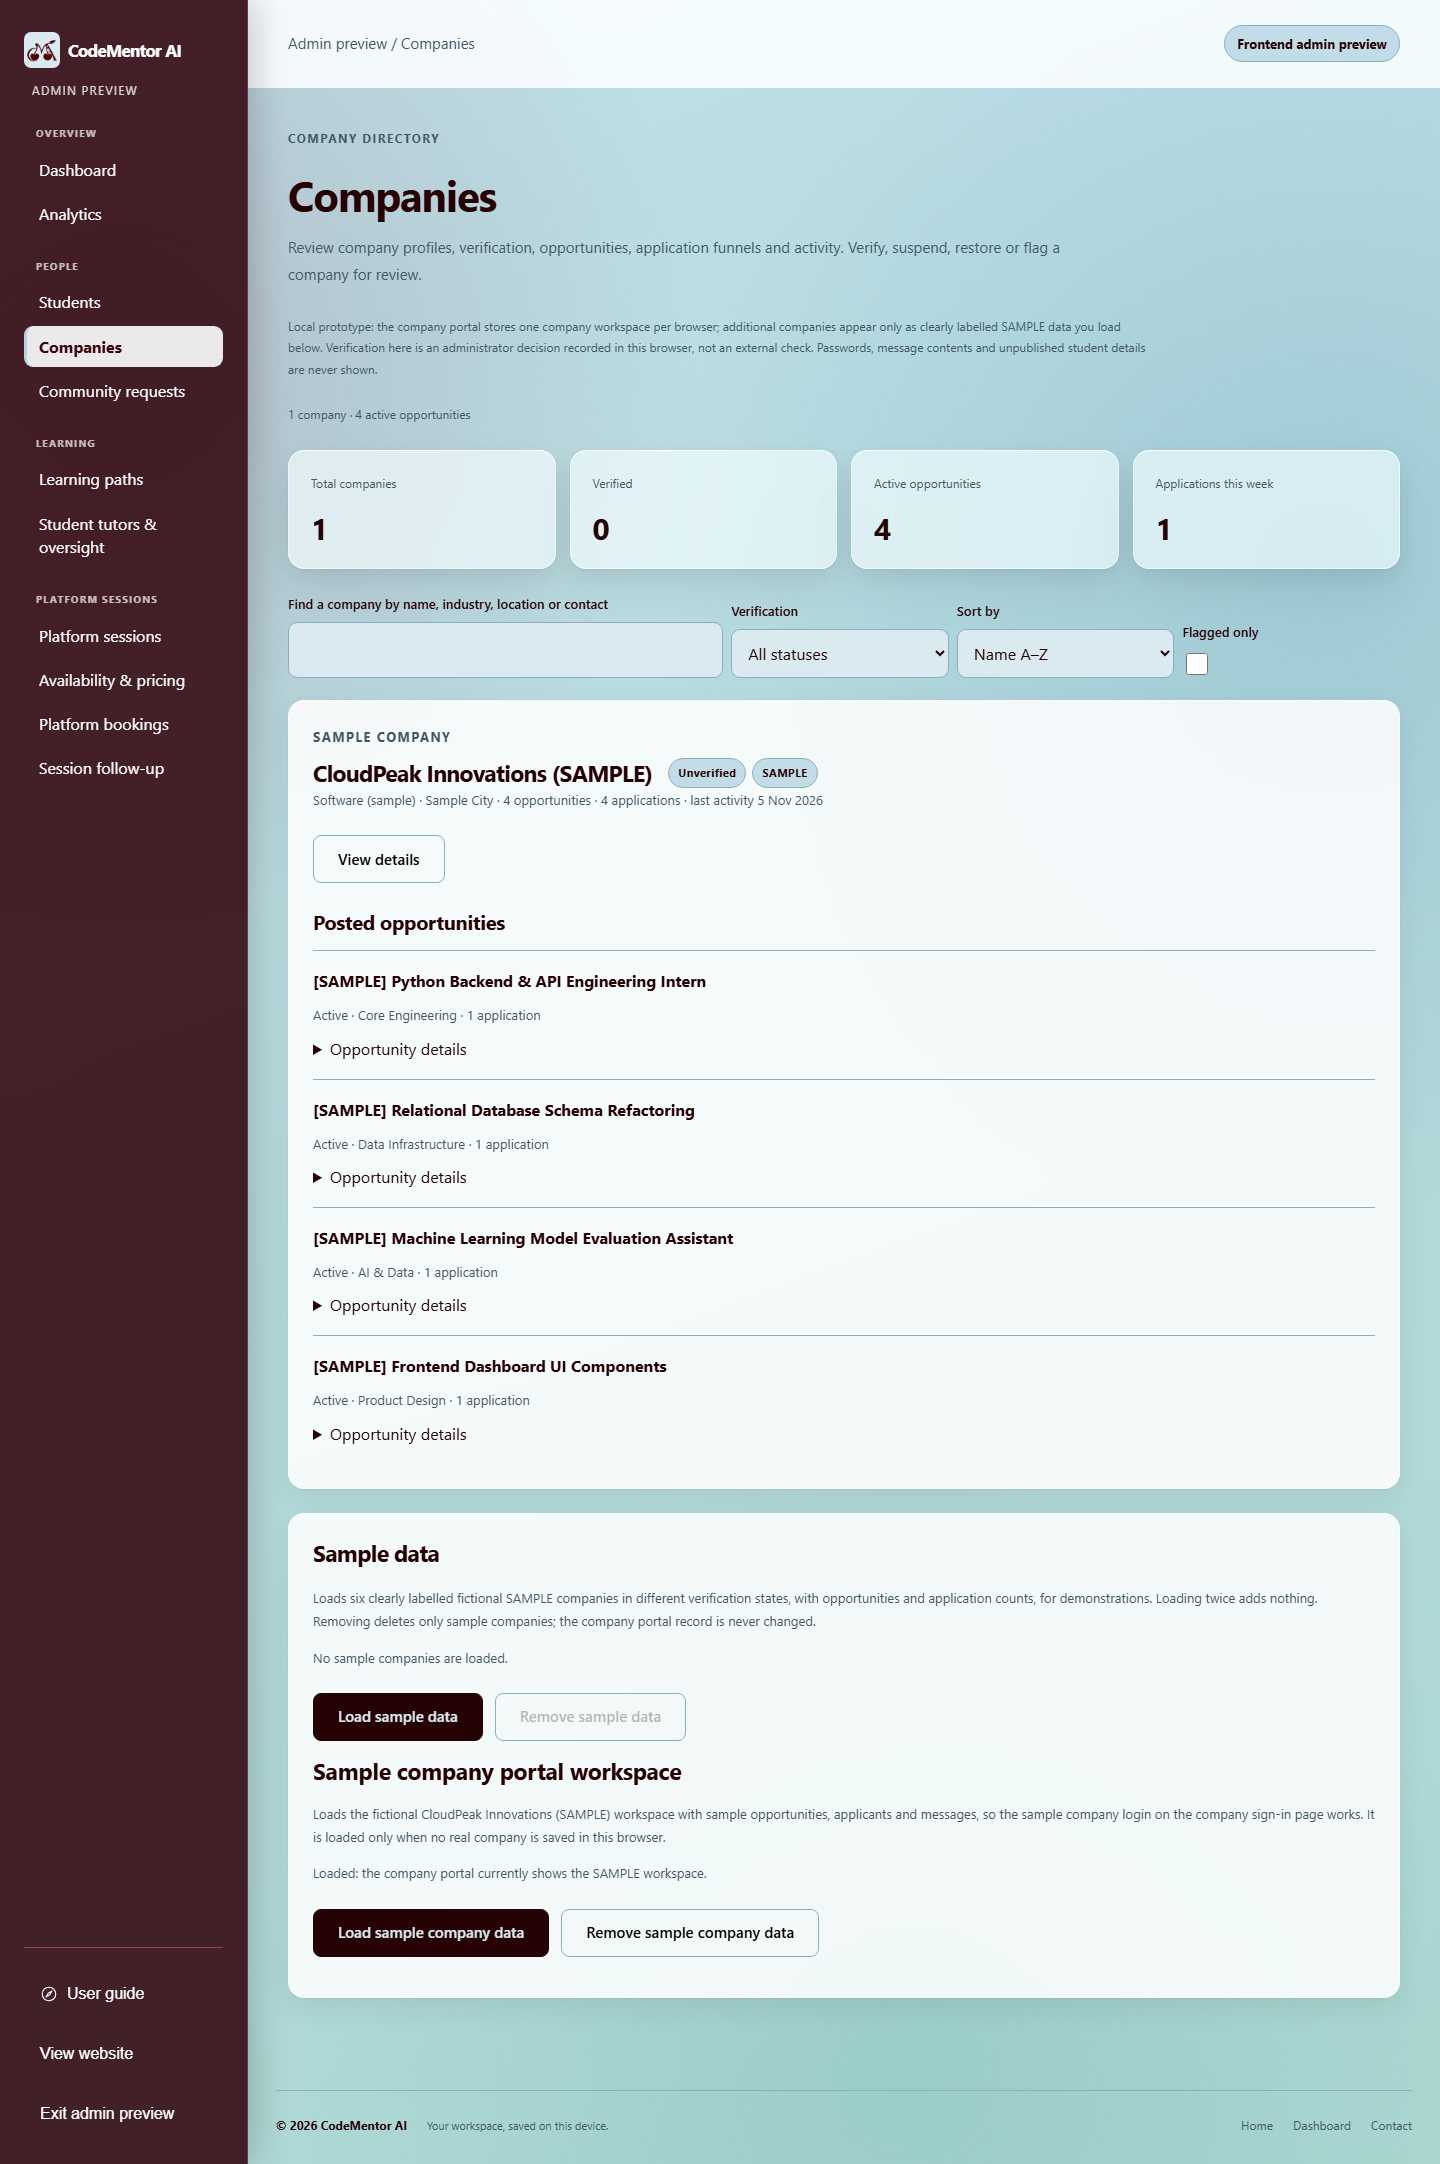 CodeMentor AI
ADMIN PREVIEW
OVERVIEW
Dashboard
Analytics
PEOPLE
Students
Companies
Community requests
LEARNING
Learning paths
Student tutors &
oversight
PLATFORM SESSIONS
Platform sessions
Availability & pricing
Platform bookings
Session follow-up
User guide
View website
Exit admin preview
Admin preview / Companies
Frontend admin preview
COMPANY DIRECTORY
Companies
Review company profiles, verification, opportunities, application funnels and activity. Verify, suspend, restore or flag a
company for review.
Local prototype: the company portal stores one company workspace per browser; additional companies appear only as clearly labelled SAMPLE data you load
below. Verification here is an administrator decision recorded in this browser, not an external check. Passwords, message contents and unpublished student details
are never shown.
1 company · 4 active opportunities
Total companies
1
Verified
0
Active opportunities
4
Applications this week
1
Find a company by name, industry, location or contact
Verification
All statuses
Sort by
Name A–Z
Flagged only
SAMPLE COMPANY
CloudPeak Innovations (SAMPLE) Unverified SAMPLE
Software (sample) · Sample City · 4 opportunities · 4 applications · last activity 5 Nov 2026
View details
Posted opportunities
[SAMPLE] Python Backend & API Engineering Intern
Active · Core Engineering · 1 application
Opportunity details
[SAMPLE] Relational Database Schema Refactoring
Active · Data Infrastructure · 1 application
Opportunity details
[SAMPLE] Machine Learning Model Evaluation Assistant
Active · AI & Data · 1 application
Opportunity details
[SAMPLE] Frontend Dashboard UI Components
Active · Product Design · 1 application
Opportunity details
Sample data
Loads six clearly labelled fictional SAMPLE companies in different verification states, with opportunities and application counts, for demonstrations. Loading twice adds nothing.
Removing deletes only sample companies; the company portal record is never changed.
No sample companies are loaded.
Load sample data Remove sample data
Sample company portal workspace
Loads the fictional CloudPeak Innovations (SAMPLE) workspace with sample opportunities, applicants and messages, so the sample company login on the company sign-in page works. It
is loaded only when no real company is saved in this browser.
Loaded: the company portal currently shows the SAMPLE workspace.
Load sample company data Remove sample company data
© 2026 CodeMentor AI Your workspace, saved on this device. Home Dashboard Contact